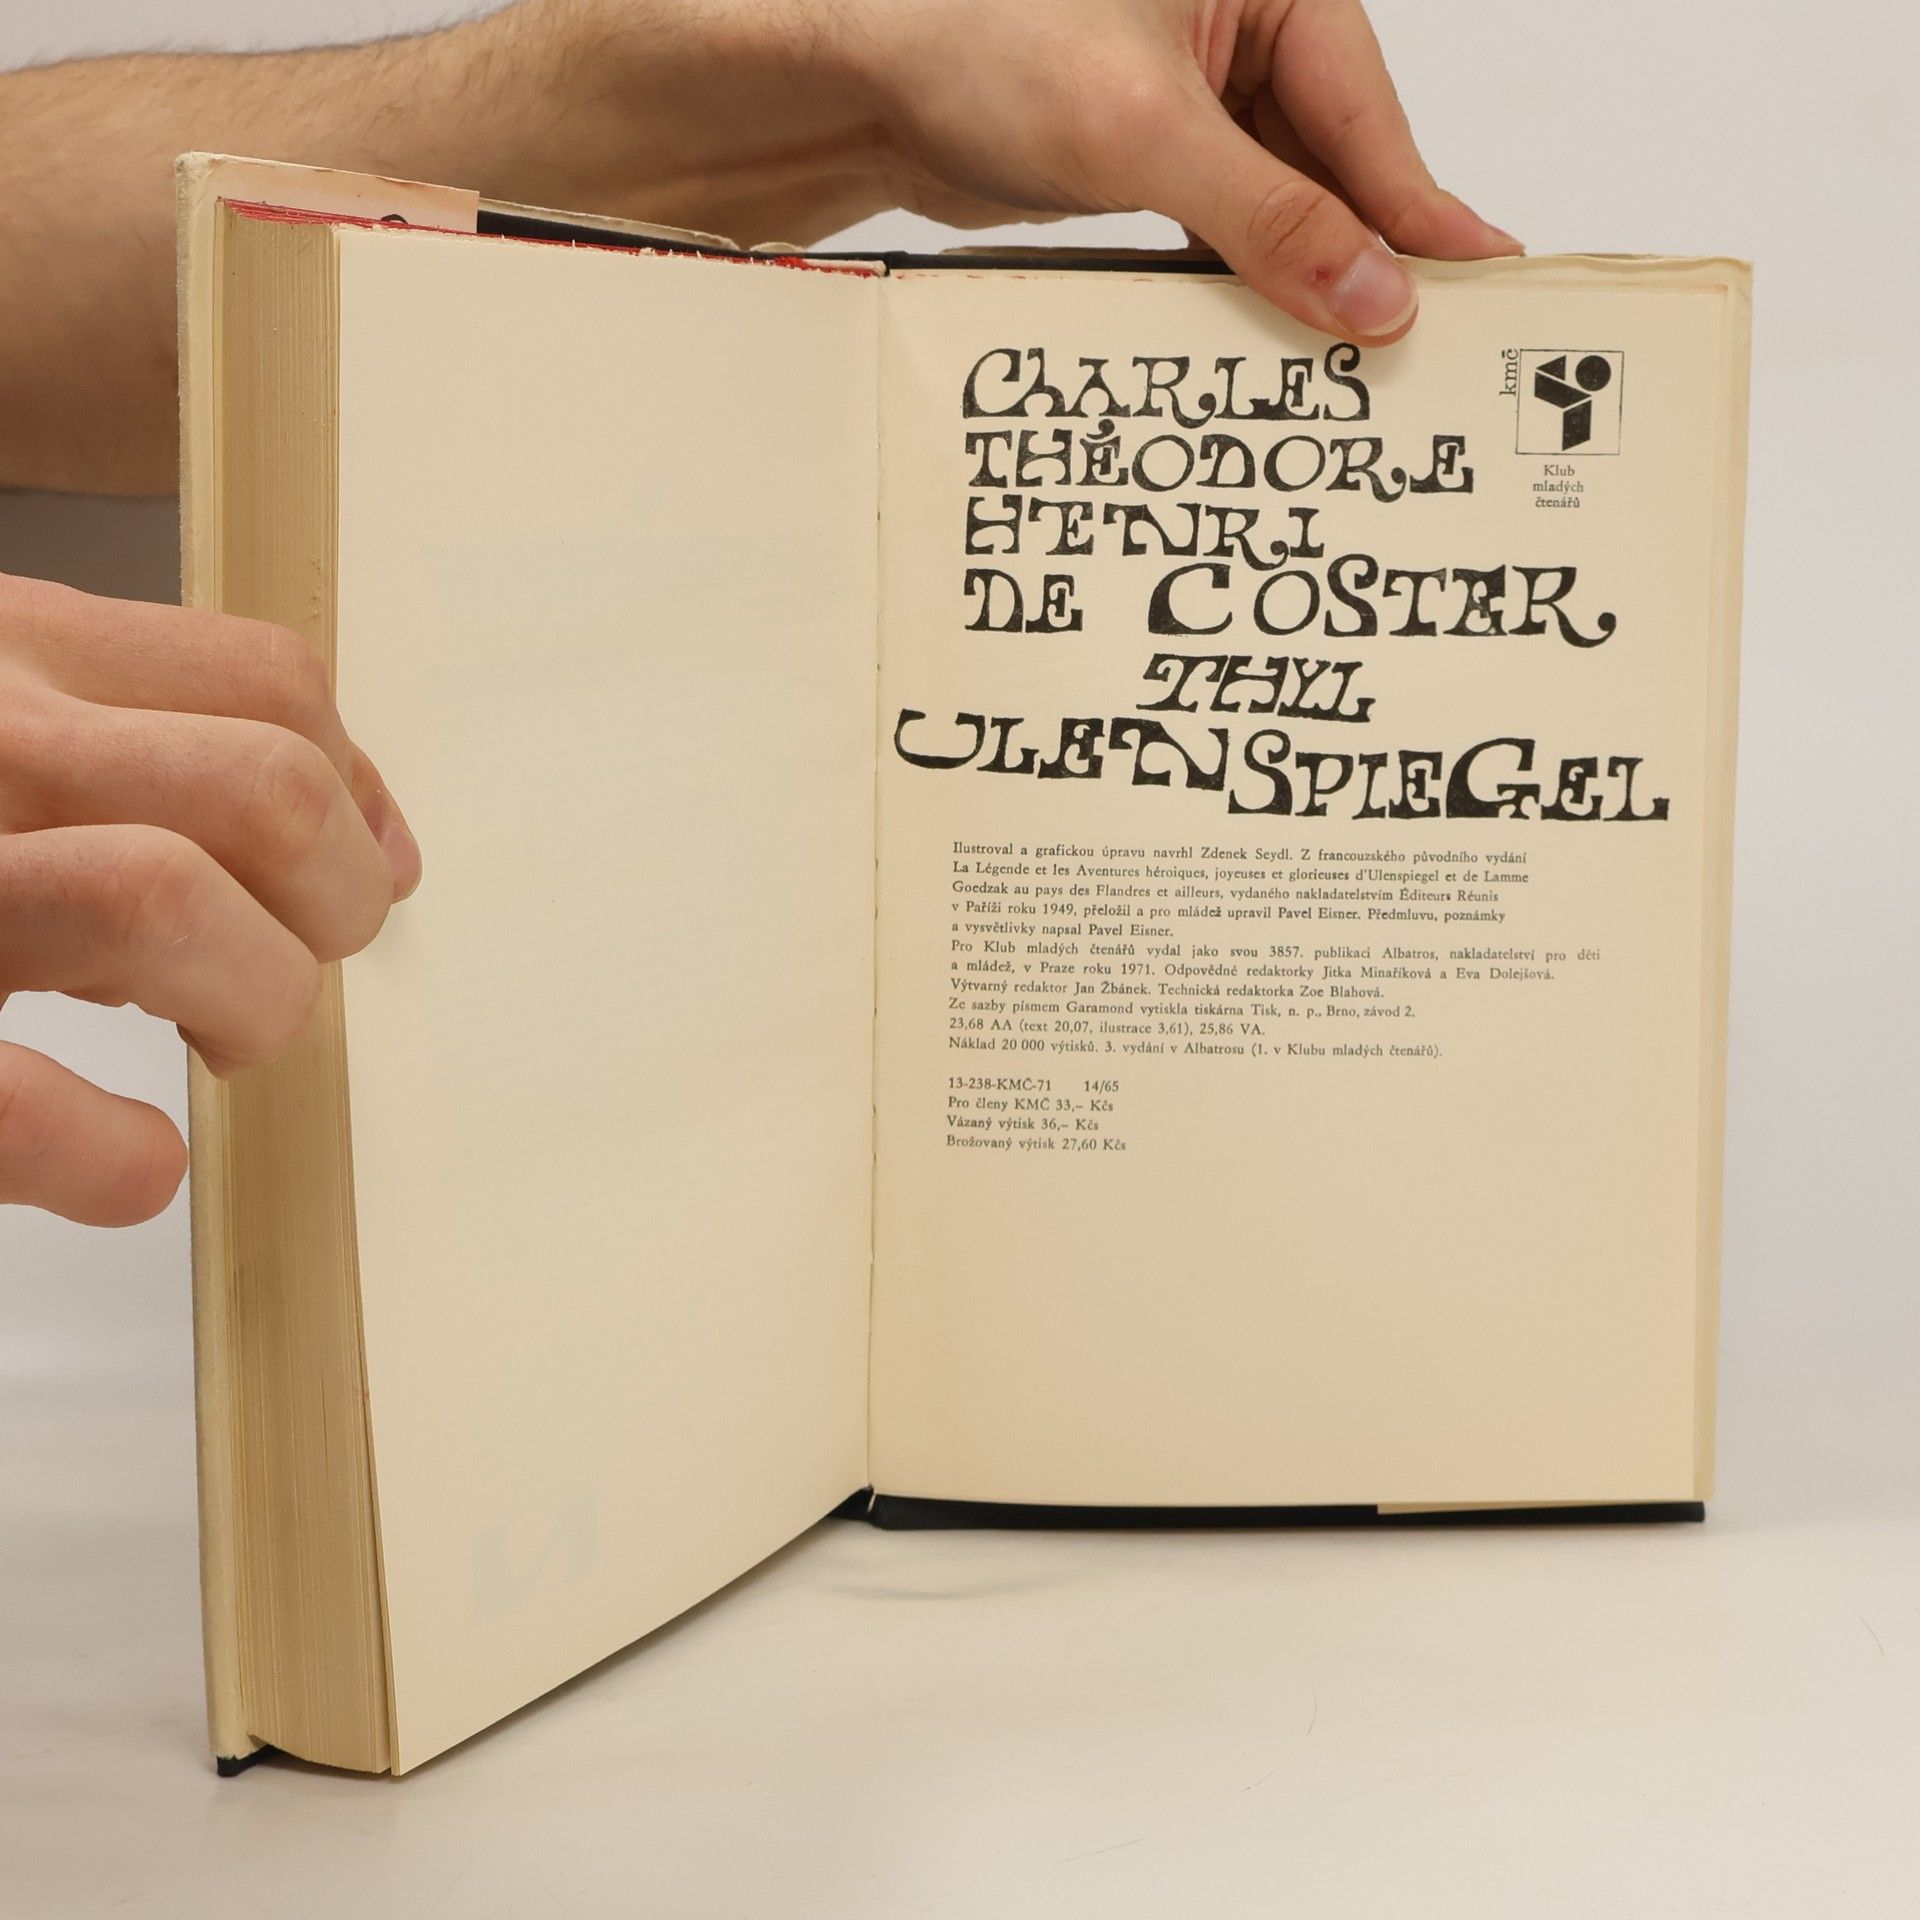 CHARLES
THÉODORE
HENRI
DE COSTER
THYL
ULENSPIEGEL
kmč
Klub
mladých
čtenářů
Ilustroval a grafickou úpravu navrhl Zdenek Seydl. Z francouzského původního vydání
La Légende et les Aventures héroiques, joyeuses et glorieuses d'Ulenspiegel et de Lamme
Goedzak au pays des Flandres et ailleurs, vydaného nakladatelstvím Éditeurs Réunis
v Paříži roku 1949, přeložil a pro mládež upravil Pavel Eisner. Předmluvu, poznámky
a vysvětlivky napsal Pavel Eisner.
Pro Klub mladých čtenářů vydal jako svou 3857. publikaci Albatros, nakladatelství pro děti
a mládež, v Praze roku 1971. Odpovědné redaktorky Jitka Minaříková a Eva Dolejšová.
Výtvarný redaktor Jan Žbánek. Technická redaktorka Zoe Blahová.
Ze sazby písmem Garamond vytiskla tiskárna Tisk, n. p., Brno, závod 2.
23,68 AA (text 20,07, ilustrace 3,61), 25,86 VA.
Náklad 20 000 výtisků. 3. vydání v Albatrosu (1. v Klubu mladých čtenářů).
13-238-KMČ-71 14/65
Pro členy KMČ 33,– Kčs
Vázaný výtisk 36,– Kčs
Brožovaný výtisk 27,60 Kčs